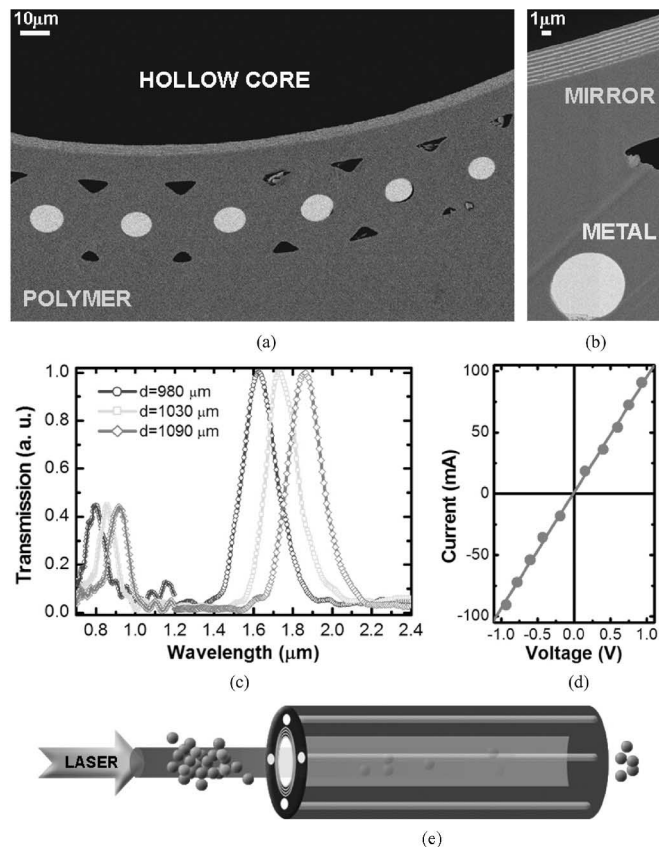 10μm
HOLLOW CORE
POLYMER
(a)
1μm
MIRROR
METAL
(b)
Transmission (a. u.)
1.0
0.8
0.6
0.4
0.2
0.0
d=980 μm
d=1030 μm
d=1090 μm
0.8 1.0 1.2 1.4 1.6 1.8 2.0 2.2 2.4
Wavelength (μm)
(c)
Current (mA)
100
50
0
-50
-100
-1.0 -0.5 0.0 0.5 1.0
Voltage (V)
(d)
LASER
(e)